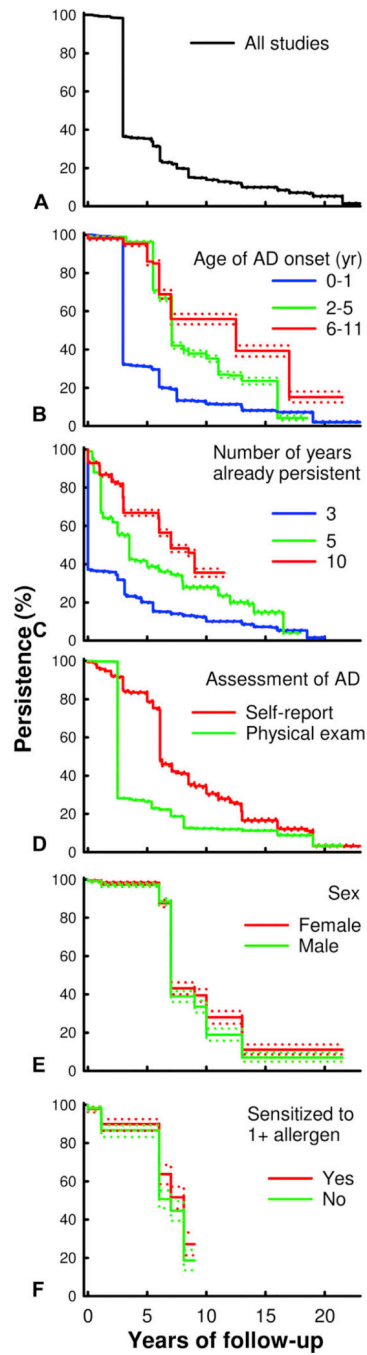 100
80
60
40
20
0
All studies
A
100
80
60
40
20
0
Age of AD onset (yr)
0-1
2-5
6-11
B
100
80
60
40
20
0
Number of years
already persistent
3
5
10
C
Persistence (%)
100
80
60
40
20
0
Assessment of AD
Self-report
Physical exam
D
100
80
60
40
20
0
Sex
Female
Male
E
100
80
60
40
20
0
Sensitized to
1+ allergen
Yes
No
F
0 5 10 15 20
Years of follow-up